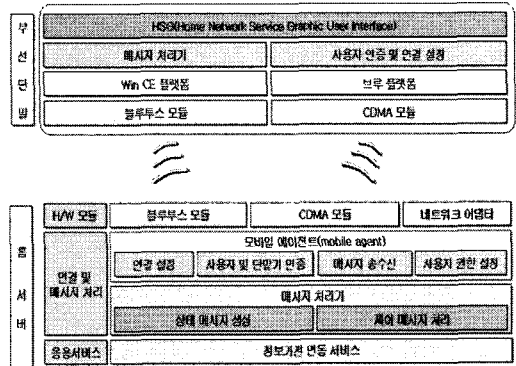 HSG(Home Network Service Graphic User Interface)
메시지 처리기
사용자 인증 및 연결 설정
Win CE 플랫폼
브루 플랫폼
블루투스 모듈
CDMA 모듈
부
선
단
말
H/W 모듈
블루투스 모듈
CDMA 모듈
네트워크 어댑터
홈
서
버
연결 및
메시지 처리
모바일 에이전트(mobile agent)
연결 설정
사용자 및 단말기 인증
메시지 송수신
사용자 권한 설정
메시지 처리기
상태 메시지 생성
제어 메시지 처리
응용서비스
정보가전 연동 서비스